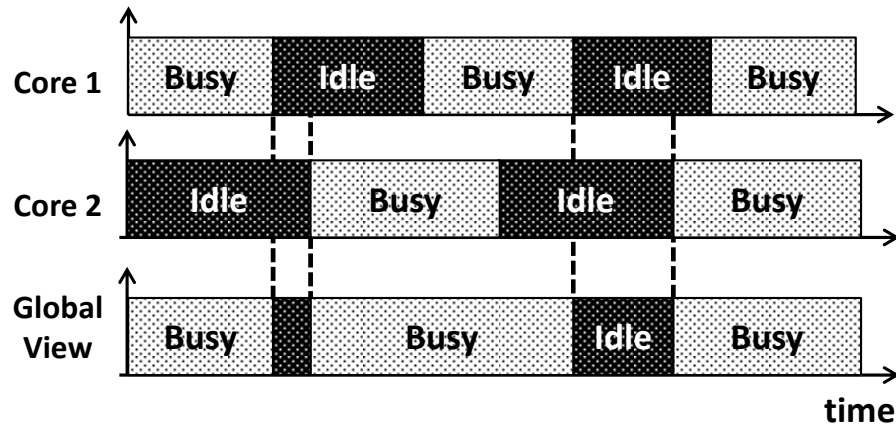 Core 1
Busy Idle Busy Idle Busy
Core 2
Idle Busy Idle Busy
Global
View
Busy Busy Idle Busy
time